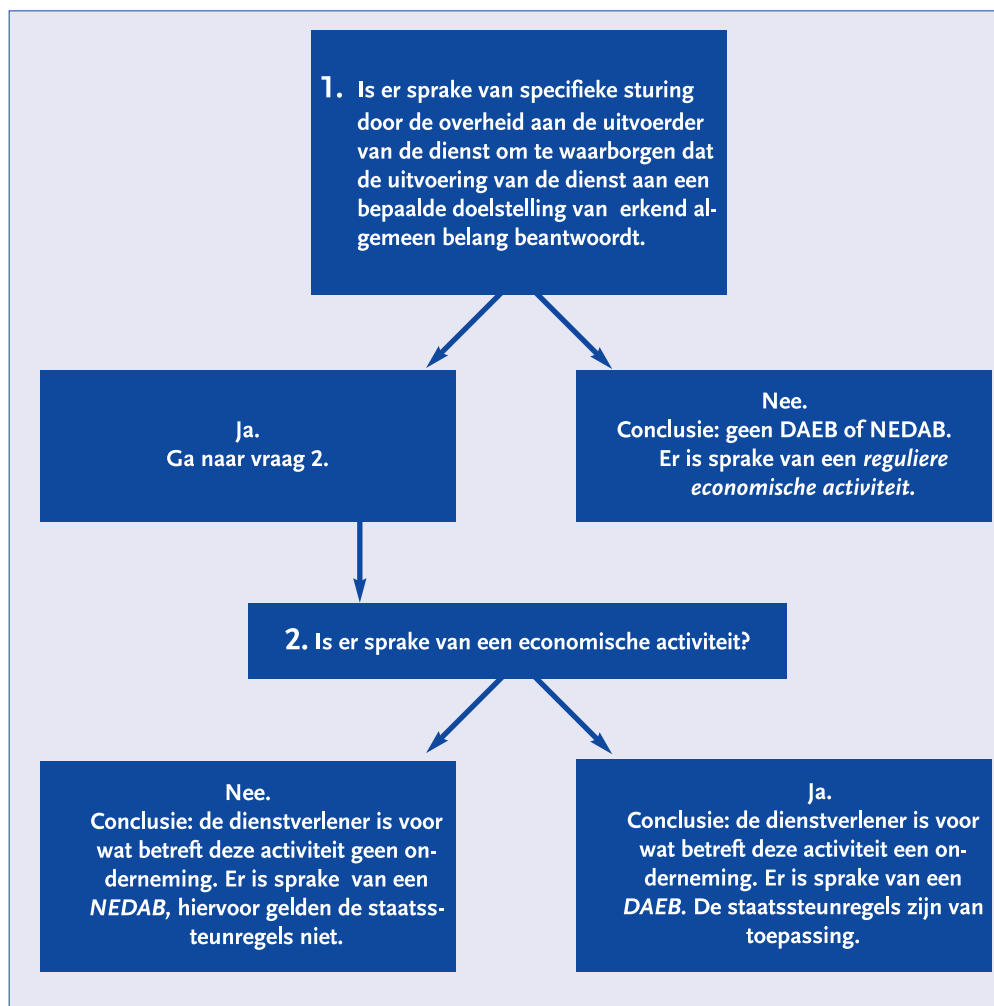 1. Is er sprake van specifieke sturing
door de overheid aan de uitvoerder
van de dienst om te waarborgen dat
de uitvoering van de dienst aan een
bepaalde doelstelling van erkend al-
gemeen belang beantwoordt.
Ja.
Ga naar vraag 2.
Nee.
Conclusie: geen DAEB of NEDAB.
Er is sprake van een reguliere
economische activiteit.
2. Is er sprake van een economische activiteit?
Nee.
Conclusie: de dienstverlener is voor
wat betreft deze activiteit geen on-
derneming. Er is sprake van een
NEDAB, hiervoor gelden de staatss-
teunregels niet.
Ja.
Conclusie: de dienstverlener is voor
wat betreft deze activiteit een on-
derneming. Er is sprake van een
DAEB. De staatssteunregels zijn van
toepassing.